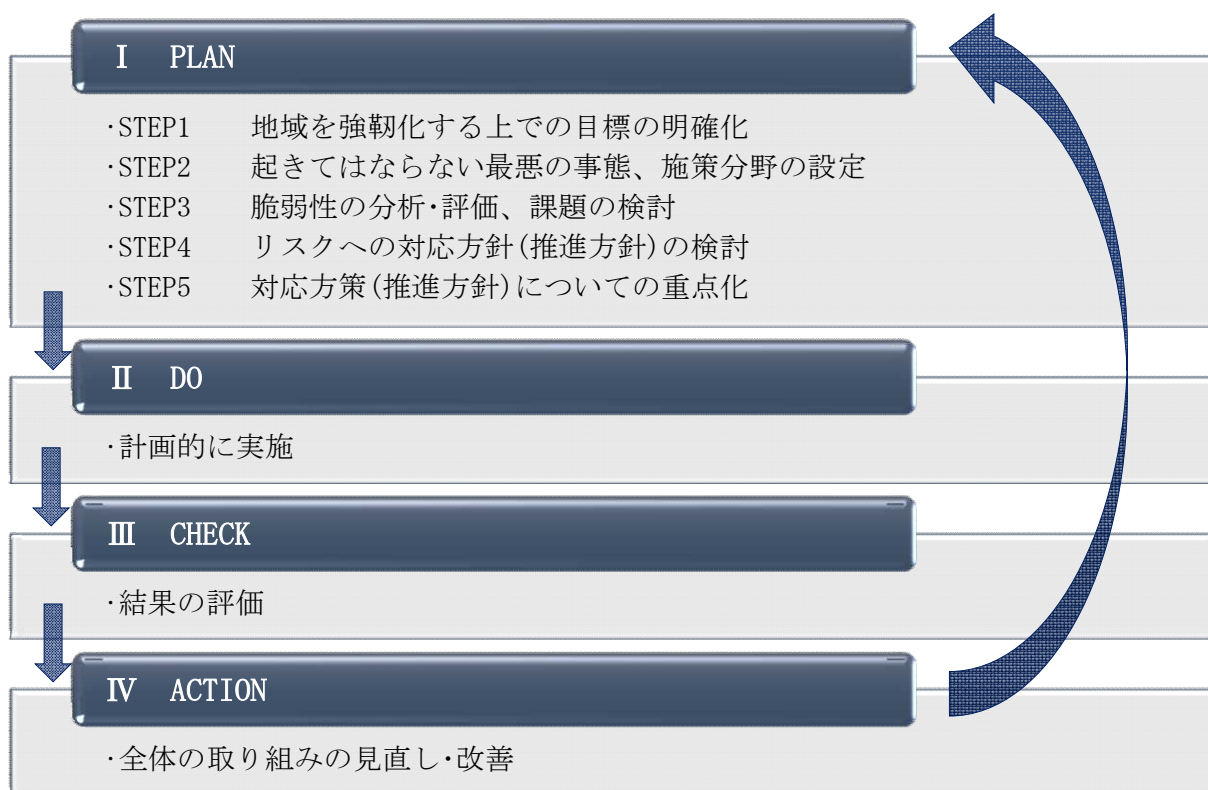 Ⅰ PLAN
·STEP1 地域を強靭化する上での目標の明確化
·STEP2 起きてはならない最悪の事態、施策分野の設定
·STEP3 脆弱性の分析·評価、課題の検討
·STEP4 リスクへの対応方針(推進方針)の検討
·STEP5 対応方策(推進方針)についての重点化
Ⅱ DO
·計画的に実施
Ⅲ CHECK
·結果の評価
Ⅳ ACTION
·全体の取り組みの見直し·改善